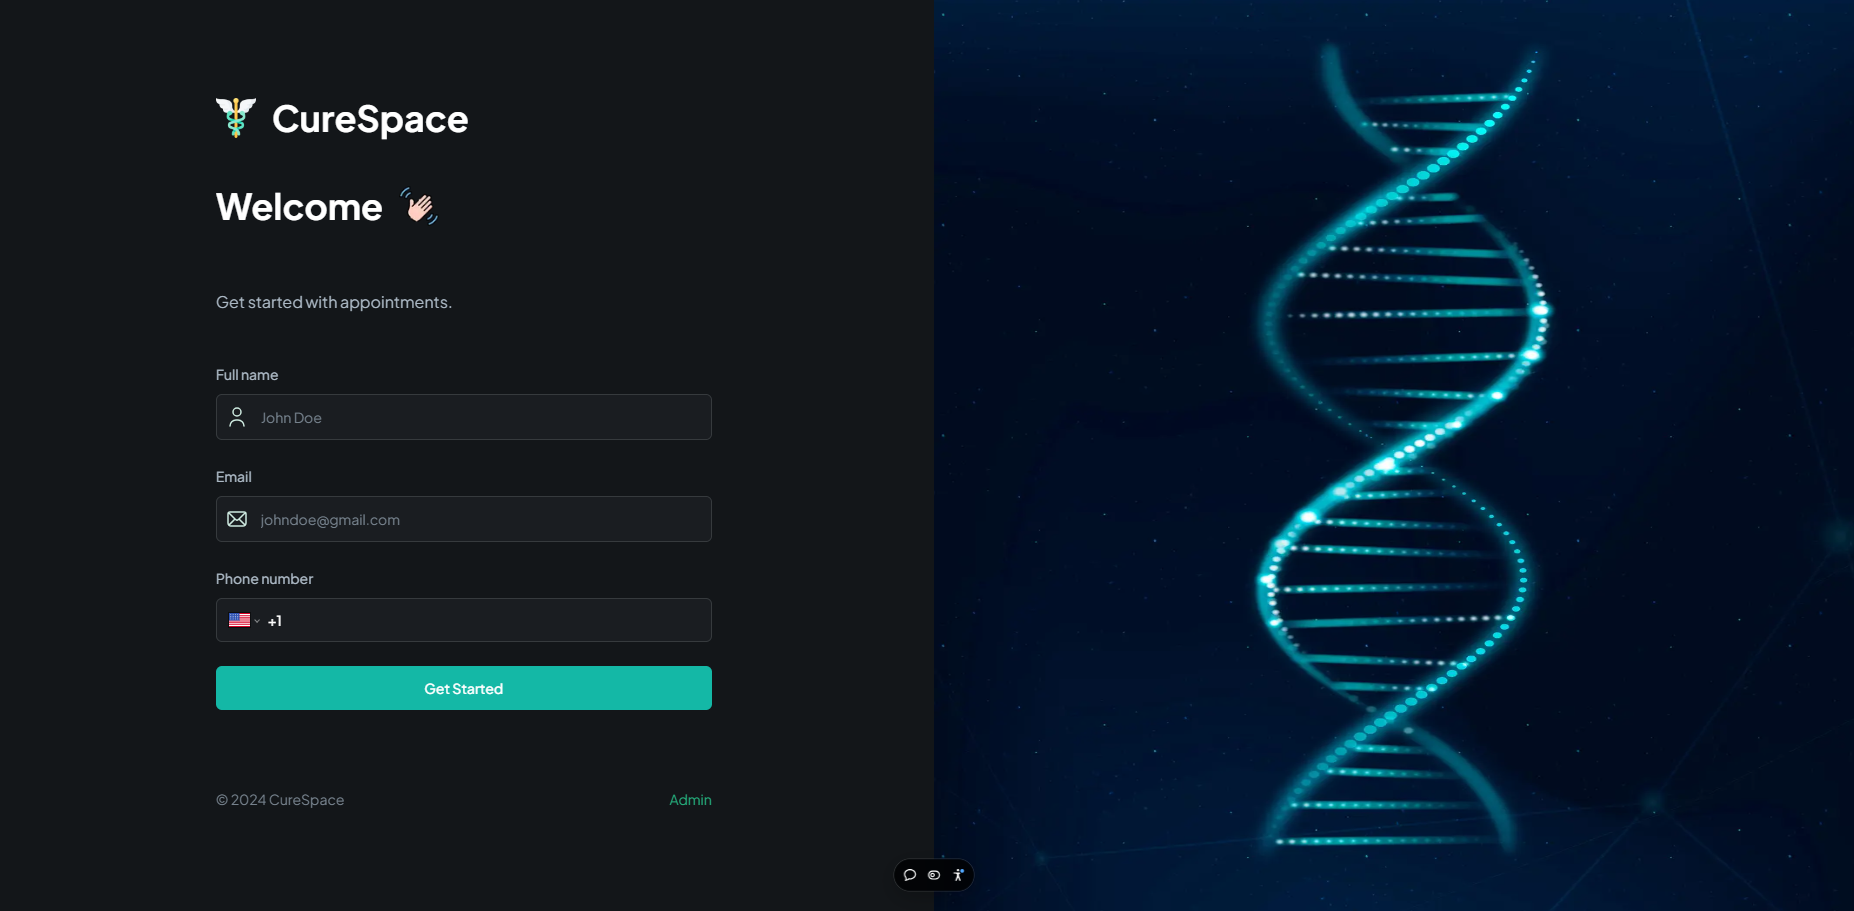 CureSpace
Welcome
Get started with appointments.
Full name
John Doe
Email
johndoe@gmail.com
Phone number
+1
Get Started
© 2024 CureSpace
Admin